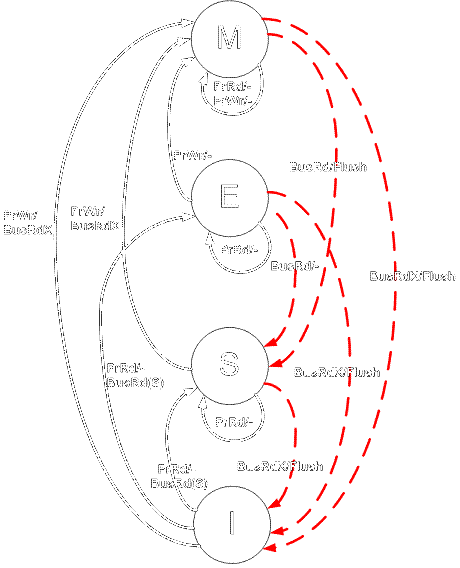 M
PrRd/-
PrWr/-
PrWr/-
BusRd/Flush
E
PrWr/
BusRdX
PrWr/
BusRdX
PrRd/-
BusRd/-
BusRdX/Flush
S
PrRd/-
BusRd(S)
BusRdX/Flush
PrRd/-
PrRd/
BusRd(S)
BusRdX/Flush
I